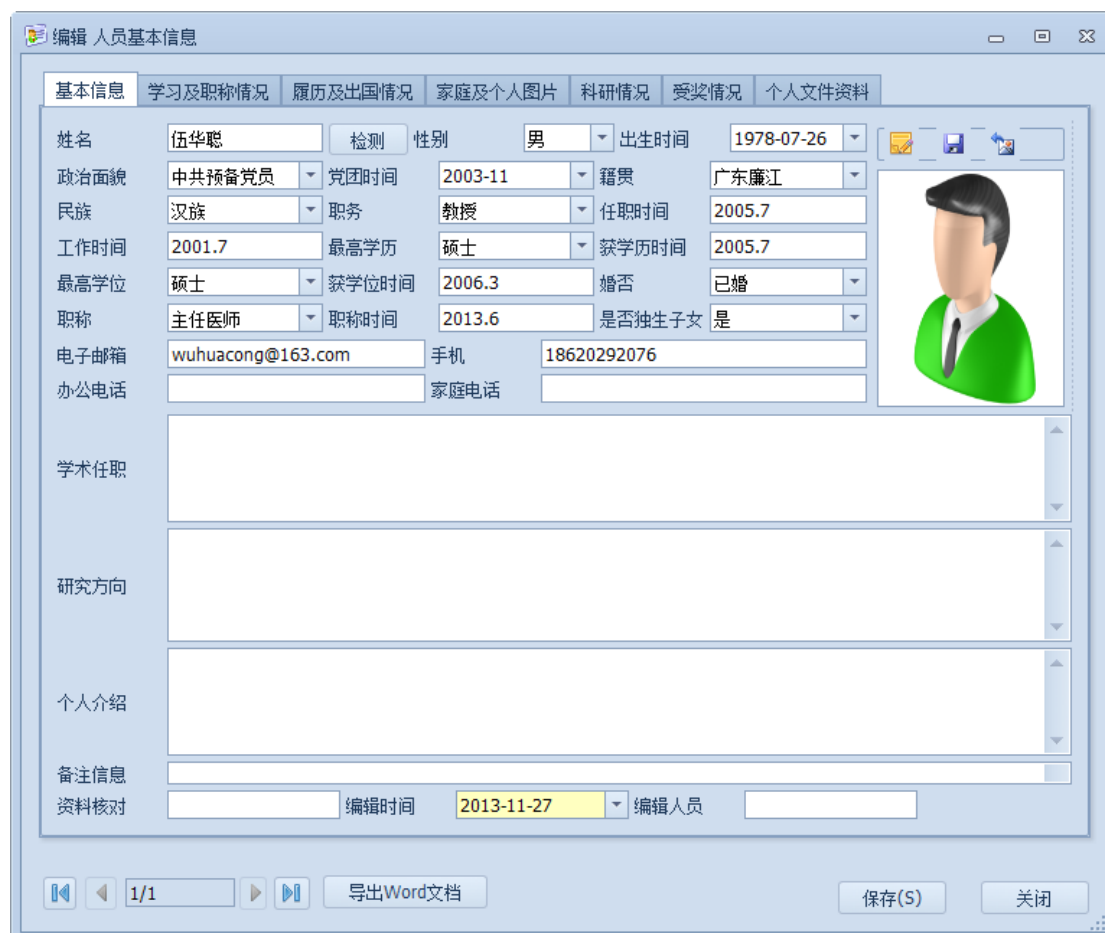 编辑 人员基本信息
基本信息 学习及职称情况 履历及出国情况 家庭及个人图片 科研情况 受奖情况 个人文件资料
姓名 伍华聪 检测 性别 男 出生时间 1978-07-26
政治面貌 中共预备党员 党团时间 2003-11 籍贯 广东廉江
民族 汉族 职务 教授 任职时间 2005.7
工作时间 2001.7 最高学历 硕士 获学历时间 2005.7
最高学位 硕士 获学位时间 2006.3 婚否 已婚
职称 主任医师 职称时间 2013.6 是否独生子女 是
电子邮箱 wuhuacong@163.com 手机 18620292076
办公电话 家庭电话
学术任职
研究方向
个人介绍
备注信息
资料核对 编辑时间 2013-11-27 编辑人员
1/1 导出Word文档 保存(S) 关闭